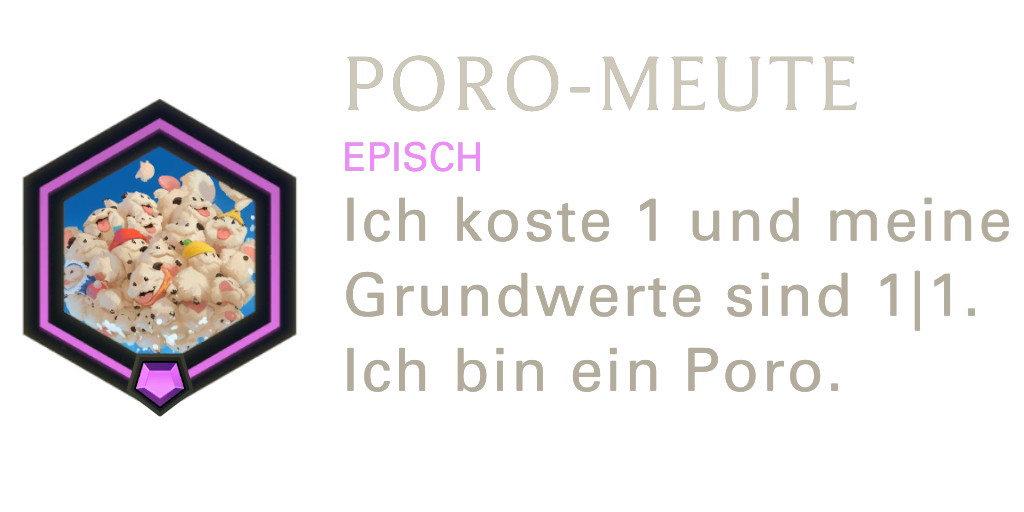 PORO-MEUTE
EPISCH
Ich koste 1 und meine
Grundwerte sind 1|1.
Ich bin ein Poro.